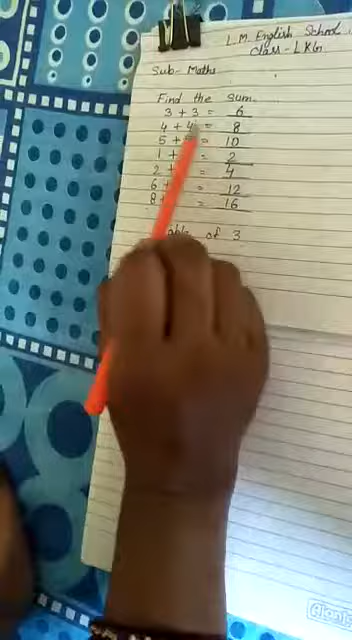 L.M. English School
Class - LKG
Sub- Maths
Find the Sum.
3 + 3 = 6
4 + 4 = 8
5 + = 10
1 + = 2
2 + = 4
6 + = 12
8 + = 16
of 3